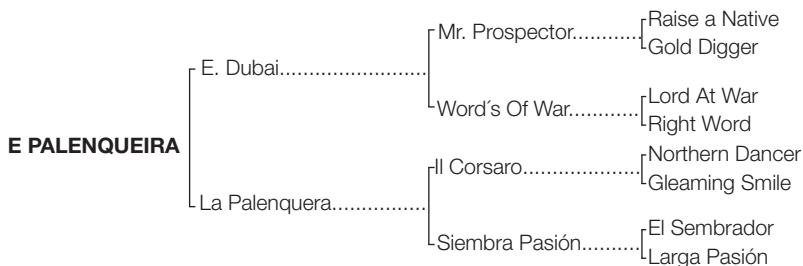 Raise a Native
Mr. Prospector............
Gold Digger
E. Dubai.........................
Lord At War
Word´s Of War............
Right Word
E PALENQUEIRA
Northern Dancer
Il Corsaro.....................
Gleaming Smile
La Palenquera................
El Sembrador
Siembra Pasión..........
Larga Pasión